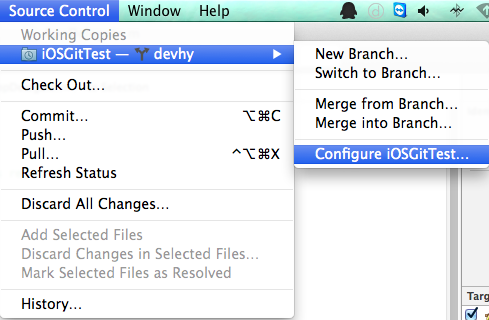 Source Control Window Help
Working Copies
iOSGitTest — devhy
Check Out...
Commit... ⌥⌘C
Push...
Pull... ^⌥⌘X
Refresh Status
Discard All Changes...
Add Selected Files
Discard Changes in Selected Files...
Mark Selected Files as Resolved
History...
New Branch...
Switch to Branch...
Merge from Branch...
Merge into Branch...
Configure iOSGitTest...
Targ